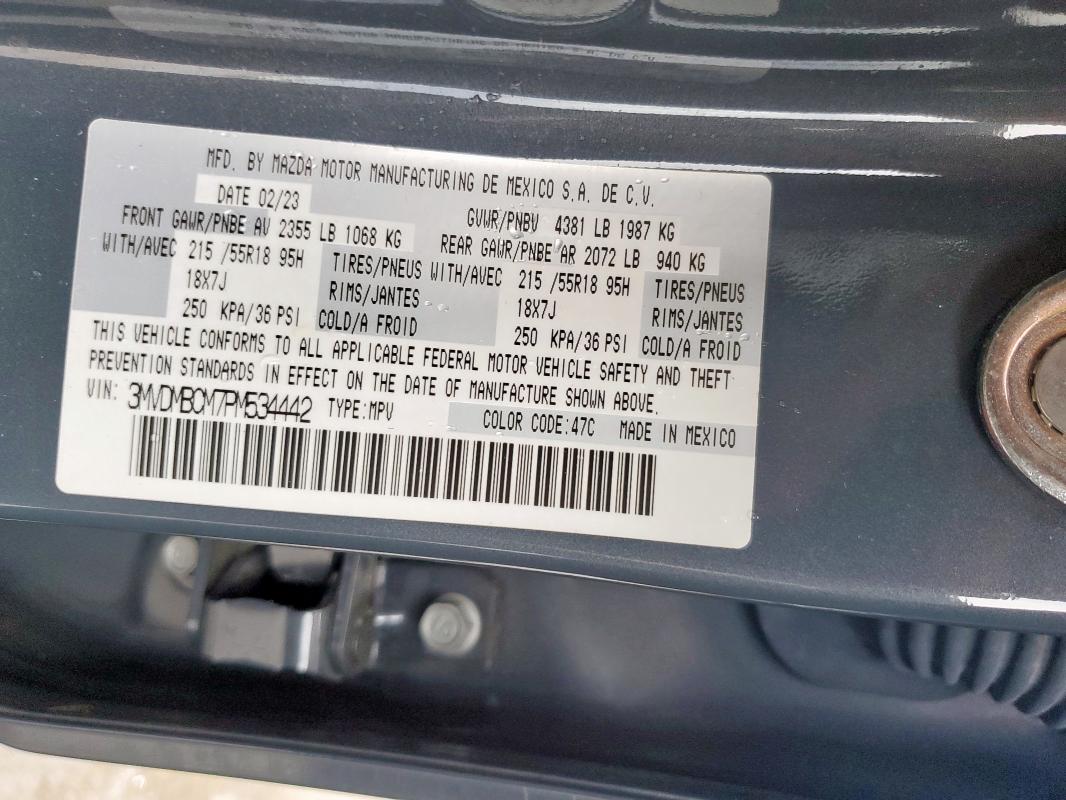 MFD. BY MAZDA MOTOR MANUFACTURING DE MEXICO S.A. DE C.V.
DATE 02/23 GVWR/PNBV 4381 LB 1987 KG
FRONT GAWR/PNBE AV 2355 LB 1068 KG REAR GAWR/PNBE AR 2072 LB 940 KG
WITH/AVEC 215 /55R18 95H TIRES/PNEUS WITH/AVEC 215 /55R18 95H TIRES/PNEUS
18X7J RIMS/JANTES 18X7J RIMS/JANTES
250 KPA/36 PSI COLD/A FROID 250 KPA/36 PSI COLD/A FROID
THIS VEHICLE CONFORMS TO ALL APPLICABLE FEDERAL MOTOR VEHICLE SAFETY AND THEFT
PREVENTION STANDARDS IN EFFECT ON THE DATE OF MANUFACTURE SHOWN ABOVE.
VIN: 3MVDMBCM7PM534442 TYPE:MPV COLOR CODE:47C MADE IN MEXICO